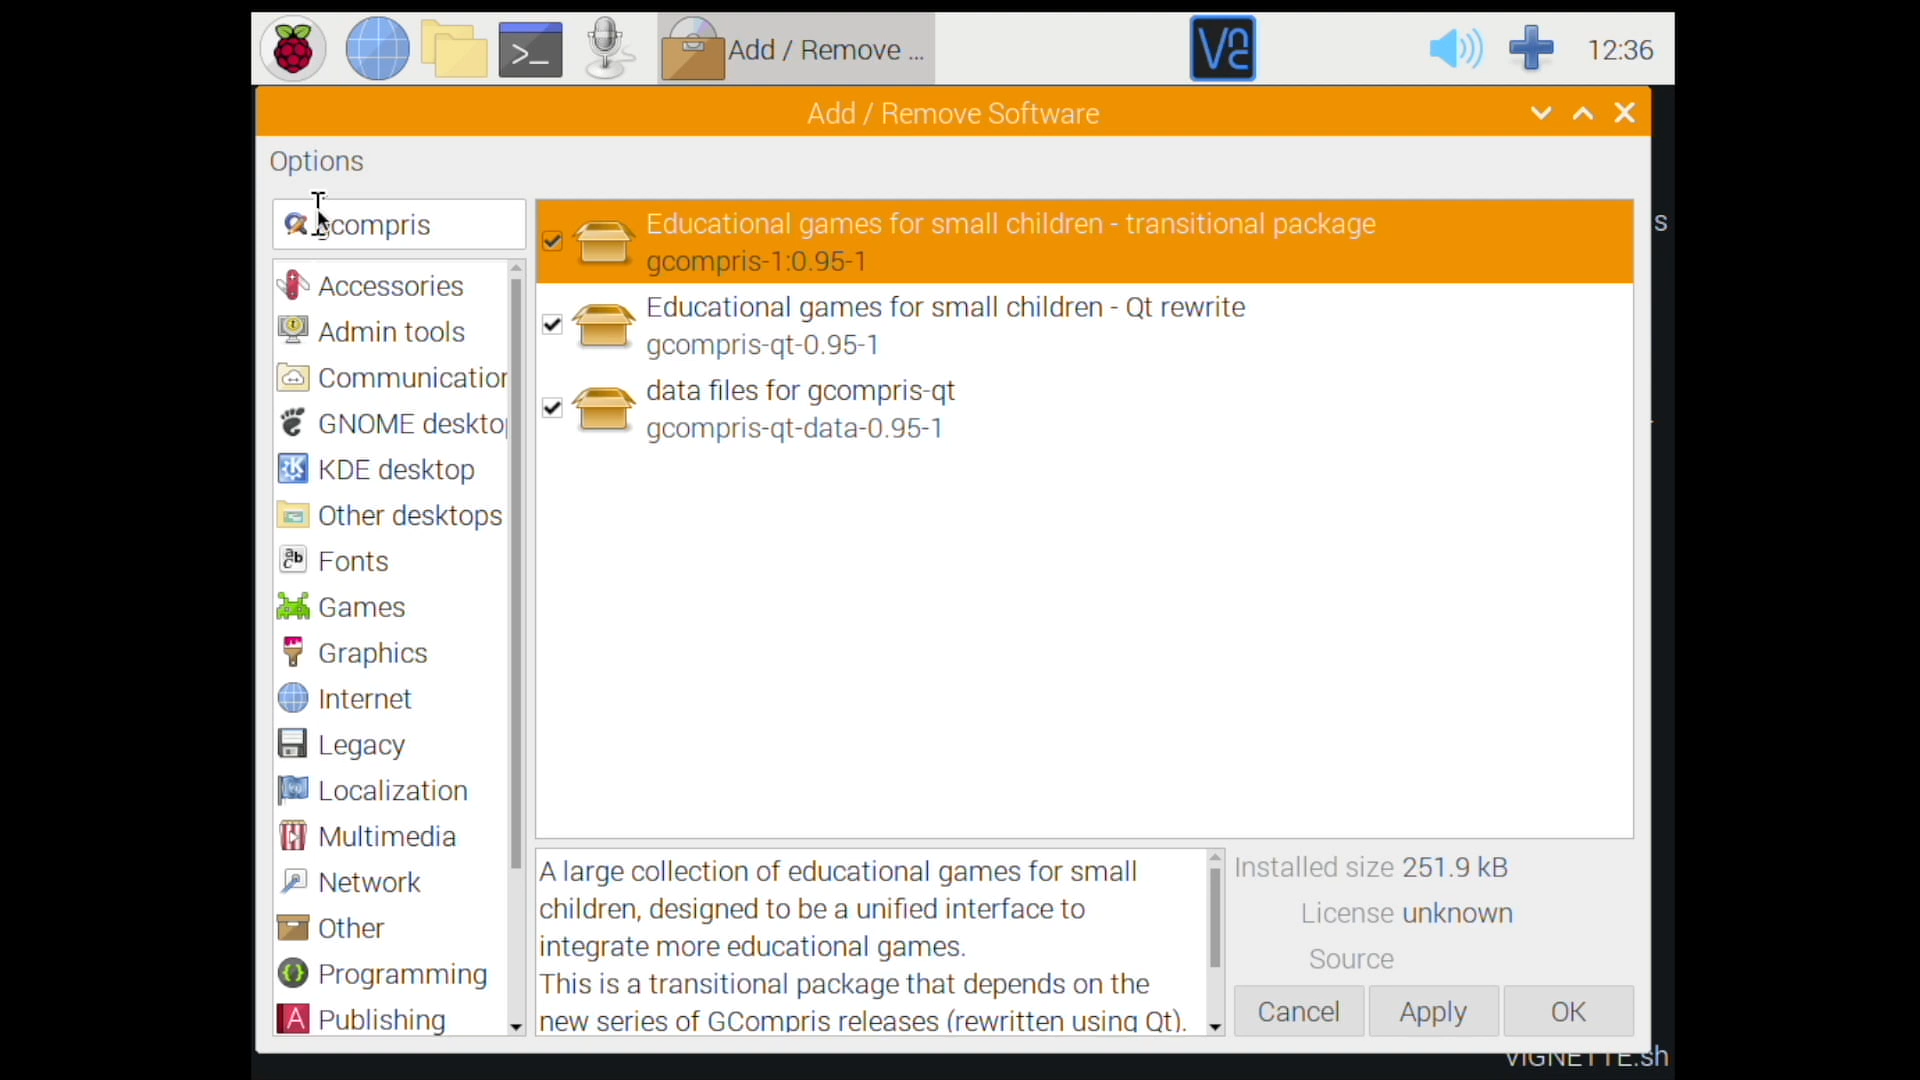 Add / Remove ...
12:36
Add / Remove Software
Options
gcompris
Accessories
Admin tools
Communication
GNOME deskto
KDE desktop
Other desktops
Fonts
Games
Graphics
Internet
Legacy
Localization
Multimedia
Network
Other
Programming
Publishing
Educational games for small children - transitional package
gcompris-1:0.95-1
Educational games for small children - Qt rewrite
gcompris-qt-0.95-1
data files for gcompris-qt
gcompris-qt-data-0.95-1
A large collection of educational games for small
children, designed to be a unified interface to
integrate more educational games.
This is a transitional package that depends on the
new series of GCompris releases (rewritten using Qt).
Installed size 251.9 kB
License unknown
Source
Cancel
Apply
OK
s
VIGNETTE.sh